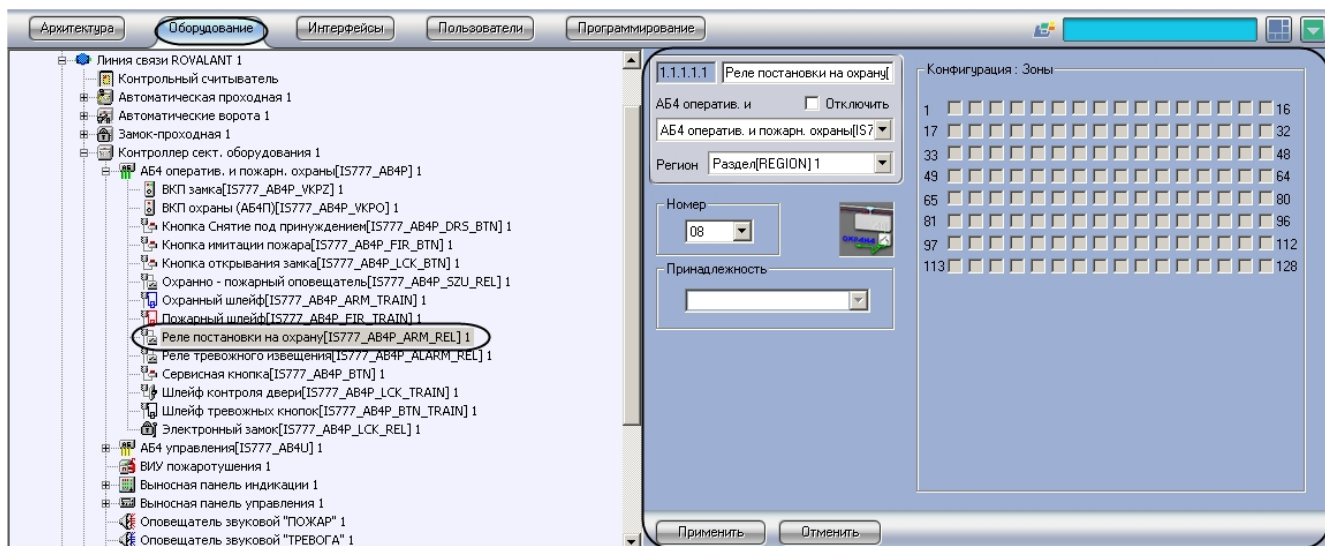 Архитектура Оборудование Интерфейсы Пользователи Программирование
Линия связи ROVALANT 1
Контрольный считыватель
Автоматическая проходная 1
Автоматические ворота 1
Замок-проходная 1
Контроллер сект. оборудования 1
АБ4 оператив. и пожарн. охраны[IS777_AB4P] 1
ВКП замка[IS777_AB4P_VKPZ] 1
ВКП охраны (АБ4П)[IS777_AB4P_VKPO] 1
Кнопка Снятие под принуждением[IS777_AB4P_DRS_BTN] 1
Кнопка имитации пожара[IS777_AB4P_FIR_BTN] 1
Кнопка открывания замка[IS777_AB4P_LCK_BTN] 1
Охранно - пожарный оповещатель[IS777_AB4P_SZU_REL] 1
Охранный шлейф[IS777_AB4P_ARM_TRAIN] 1
Пожарный шлейф[IS777_AB4P_FIR_TRAIN] 1
Реле постановки на охрану[IS777_AB4P_ARM_REL] 1
Реле тревожного извещения[IS777_AB4P_ALARM_REL] 1
Сервисная кнопка[IS777_AB4P_BTN] 1
Шлейф контроля двери[IS777_AB4P_LCK_TRAIN] 1
Шлейф тревожных кнопок[IS777_AB4P_BTN_TRAIN] 1
Электронный замок[IS777_AB4P_LCK_REL] 1
АБ4 управления[IS777_AB4U] 1
ВИУ пожаротушения 1
Выносная панель индикации 1
Выносная панель управления 1
Оповещатель звуковой "ПОЖАР" 1
Оповещатель звуковой "ТРЕВОГА" 1
1.1.1.1.1 Реле постановки на охрану[
АБ4 оператив. и Отключить
АБ4 оператив. и пожарн. охраны[IS7
Регион Раздел[REGION] 1
Номер
08
ОХРАНА
Принадлежность
Конфигурация : Зоны
1 16
17 32
33 48
49 64
65 80
81 96
97 112
113 128
Применить Отменить